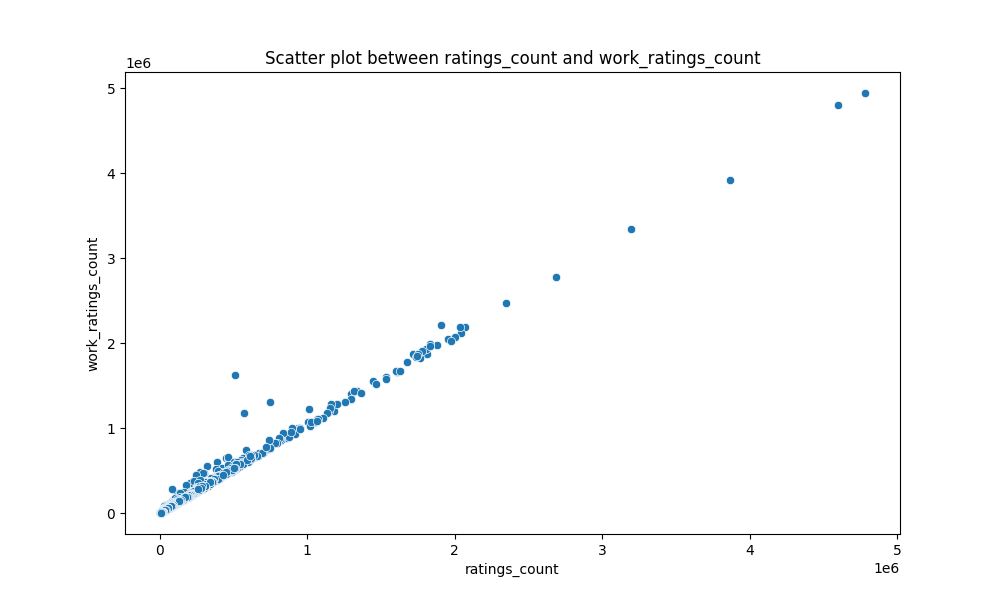 Scatter plot between ratings_count and work_ratings_count
1e6
5
4
3
2
1
0
work_ratings_count
0 1 2 3 4 5
1e6
ratings_count